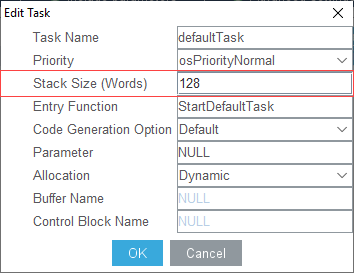 Edit Task
Task Name defaultTask
Priority osPriorityNormal
Stack Size (Words) 128
Entry Function StartDefaultTask
Code Generation Option Default
Parameter NULL
Allocation Dynamic
Buffer Name NULL
Control Block Name NULL
OK Cancel